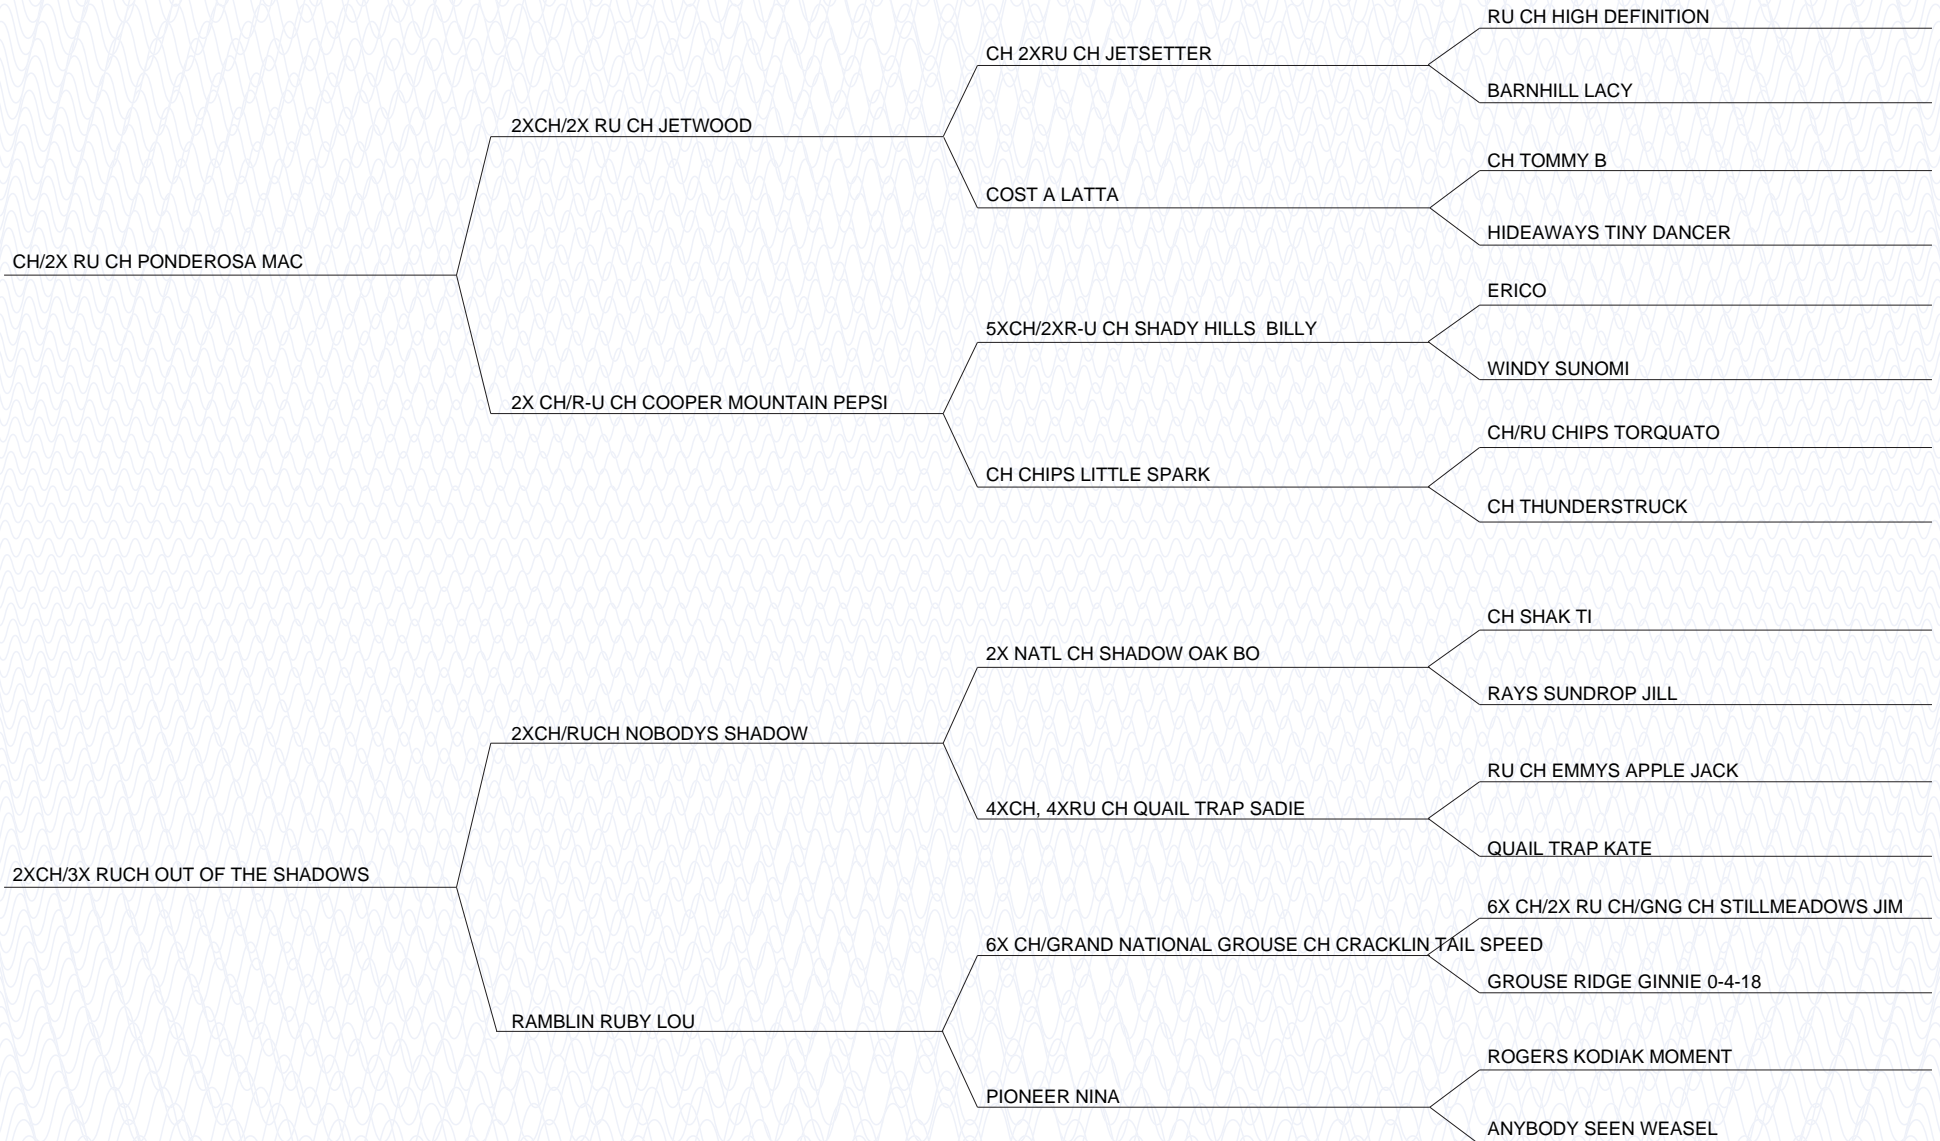 RU CH HIGH DEFINITION
CH 2XRU CH JETSETTER
BARNHILL LACY
2XCH/2X RU CH JETWOOD
CH TOMMY B
COST A LATTA
HIDEAWAYS TINY DANCER
CH/2X RU CH PONDEROSA MAC
ERICO
5XCH/2XR-U CH SHADY HILLS  BILLY
WINDY SUNOMI
2X CH/R-U CH COOPER MOUNTAIN PEPSI
CH/RU CHIPS TORQUATO
CH CHIPS LITTLE SPARK
CH THUNDERSTRUCK
CH SHAK TI
2X NATL CH SHADOW OAK BO
RAYS SUNDROP JILL
2XCH/RUCH NOBODYS SHADOW
RU CH EMMYS APPLE JACK
4XCH, 4XRU CH QUAIL TRAP SADIE
QUAIL TRAP KATE
2XCH/3X RUCH OUT OF THE SHADOWS
6X CH/2X RU CH/GNG CH STILLMEADOWS JIM
6X CH/GRAND NATIONAL GROUSE CH CRACKLIN TAIL SPEED
GROUSE RIDGE GINNIE 0-4-18
RAMBLIN RUBY LOU
ROGERS KODIAK MOMENT
PIONEER NINA
ANYBODY SEEN WEASEL